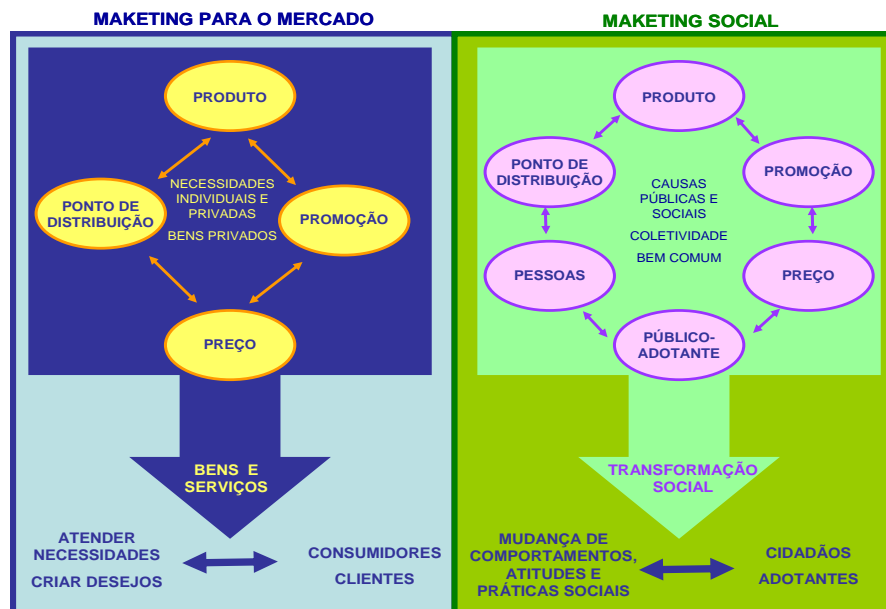 MAKETING PARA O MERCADO
PRODUTO
PONTO DE
DISTRIBUIÇÃO
NECESSIDADES
INDIVIDUAIS E
PRIVADAS
BENS PRIVADOS
PROMOÇÃO
PREÇO
BENS E
SERVIÇOS
ATENDER
NECESSIDADES
CRIAR DESEJOS
CONSUMIDORES
CLIENTES
MAKETING SOCIAL
PRODUTO
PONTO DE
DISTRIBUIÇÃO
CAUSAS
PÚBLICAS E
SOCIAIS
COLETIVIDADE
BEM COMUM
PROMOÇÃO
PESSOAS
PREÇO
PÚBLICO-
ADOTANTE
TRANSFORMAÇÃO
SOCIAL
MUDANÇA DE
COMPORTAMENTOS,
ATITUDES E
PRÁTICAS SOCIAIS
CIDADÃOS
ADOTANTES